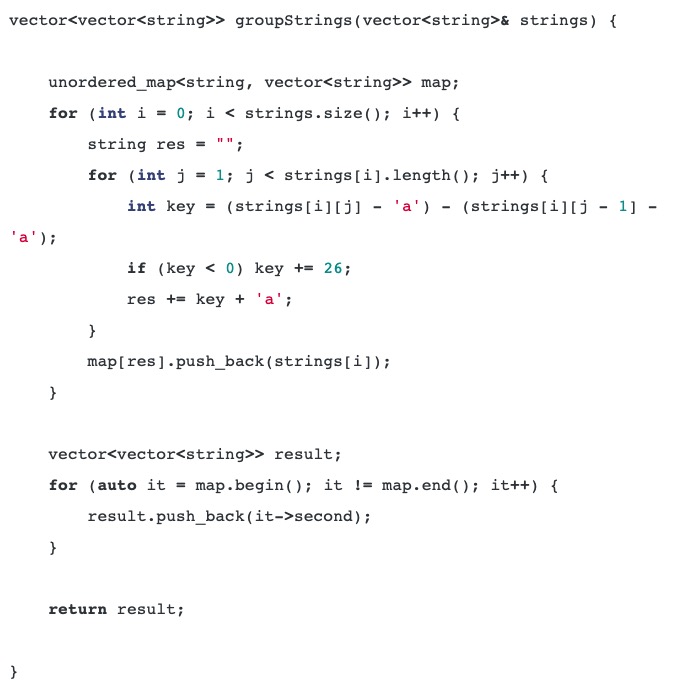 vector<vector<string>> groupStrings(vector<string>& strings) {
unordered_map<string, vector<string>> map;
for (int i = 0; i < strings.size(); i++) {
string res = "";
for (int j = 1; j < strings[i].length(); j++) {
int key = (strings[i][j] - 'a') - (strings[i][j - 1] -
'a');
if (key < 0) key += 26;
res += key + 'a';
}
map[res].push_back(strings[i]);
}
vector<vector<string>> result;
for (auto it = map.begin(); it != map.end(); it++) {
result.push_back(it->second);
}
return result;
}